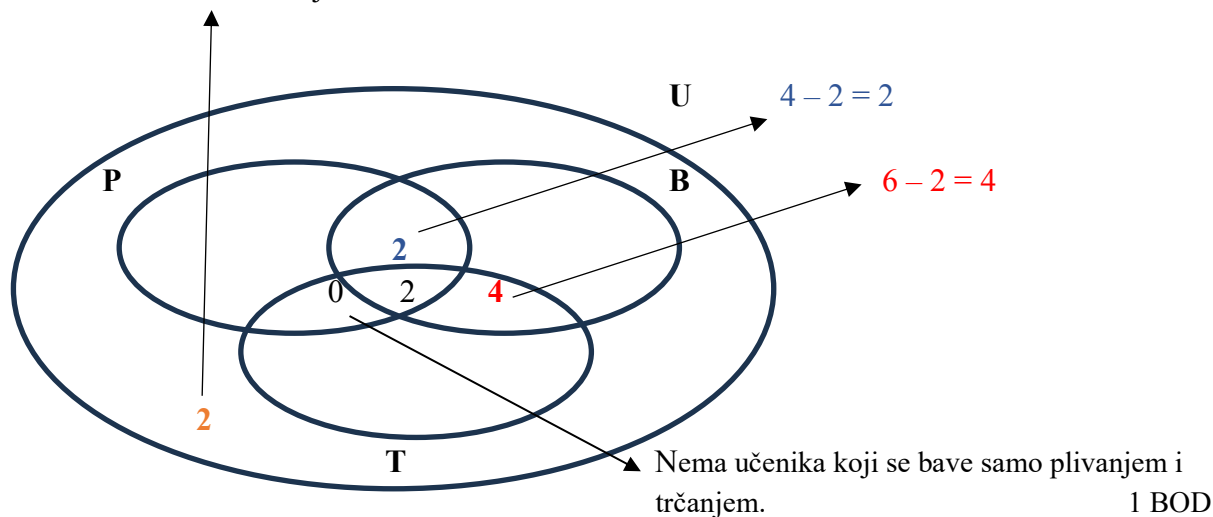 U
4 – 2 = 2
P
B
6 – 2 = 4
2
0
2
4
2
T
Nema učenika koji se bave samo plivanjem i
trčanjem. 1 BOD